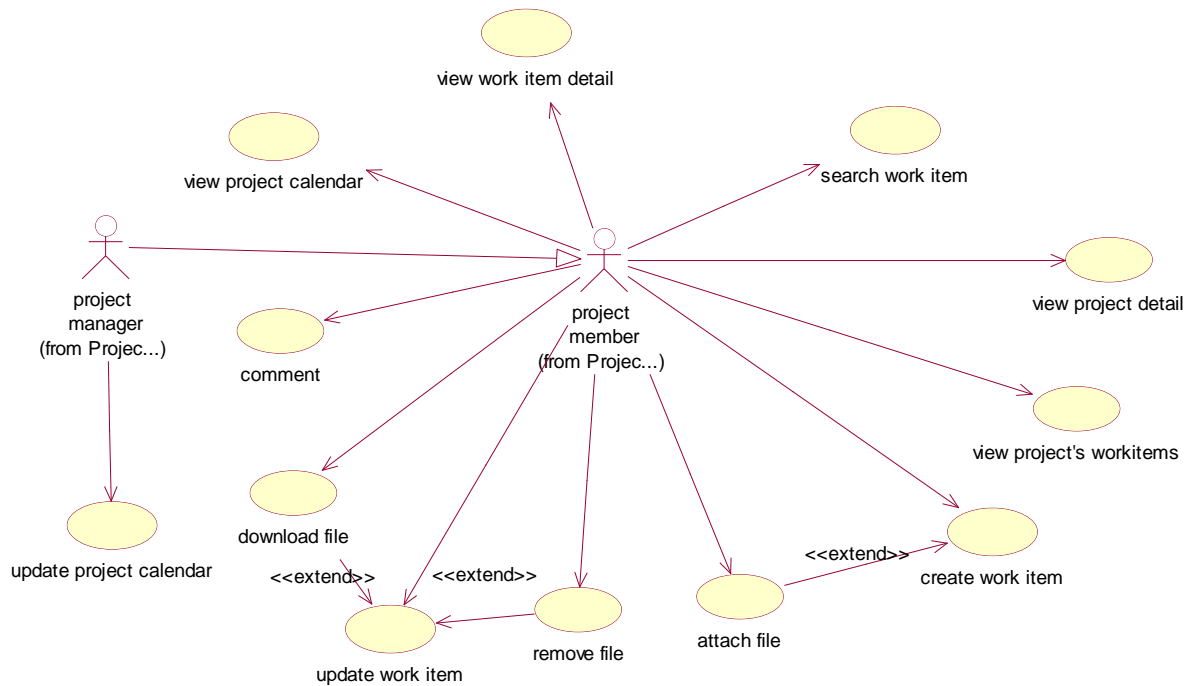 view work item detail
view project calendar
search work item
project
manager
(from Projec...)
project
member
(from Projec...)
view project detail
comment
view project's workitems
download file
update project calendar
<<extend>>
<<extend>>
<<extend>>
create work item
attach file
remove file
update work item